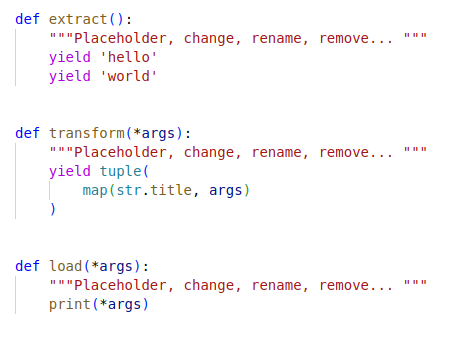 def extract():
    """Placeholder, change, rename, remove... """
    yield 'hello'
    yield 'world'
def transform(*args):
    """Placeholder, change, rename, remove... """
    yield tuple(
        map(str.title, args)
    )
def load(*args):
    """Placeholder, change, rename, remove... """
    print(*args)